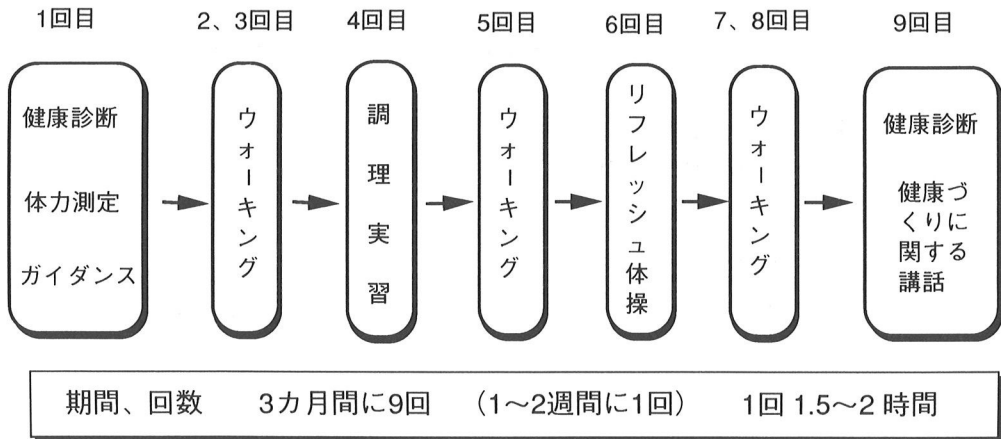 1回目
2、3回目
4回目
5回目
6回目
7、8回目
9回目
健康診断
体力測定
ガイダンス
ウォーキング
調理実習
ウォーキング
リフレッシュ体操
ウォーキング
健康診断
健康づ
くりに
関する
講話
期間、回数 3カ月間に9回 （1～2週間に1回） 1回 1.5～2 時間